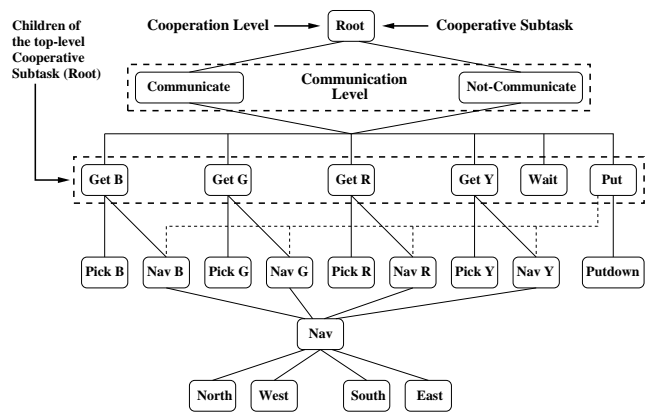 Children of
the top-level
Cooperative
Subtask (Root)
Cooperation Level
Root
Cooperative Subtask
Communicate
Communication
Level
Not-Communicate
Get B
Get G
Get R
Get Y
Wait
Put
Pick B
Nav B
Pick G
Nav G
Pick R
Nav R
Pick Y
Nav Y
Putdown
Nav
North
West
South
East